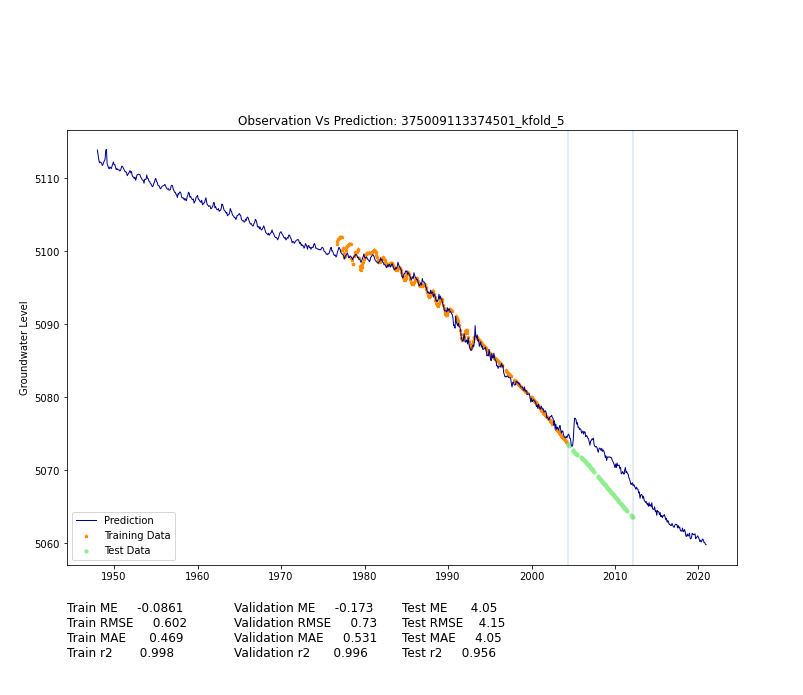 Observation Vs Prediction: 375009113374501_kfold_5
Groundwater Level
5110
5100
5090
5080
5070
5060
Prediction
Training Data
Test Data
1950 1960 1970 1980 1990 2000 2010 2020
Train ME -0.0861 Validation ME -0.173 Test ME 4.05
Train RMSE 0.602 Validation RMSE 0.73 Test RMSE 4.15
Train MAE 0.469 Validation MAE 0.531 Test MAE 4.05
Train r2 0.998 Validation r2 0.996 Test r2 0.956